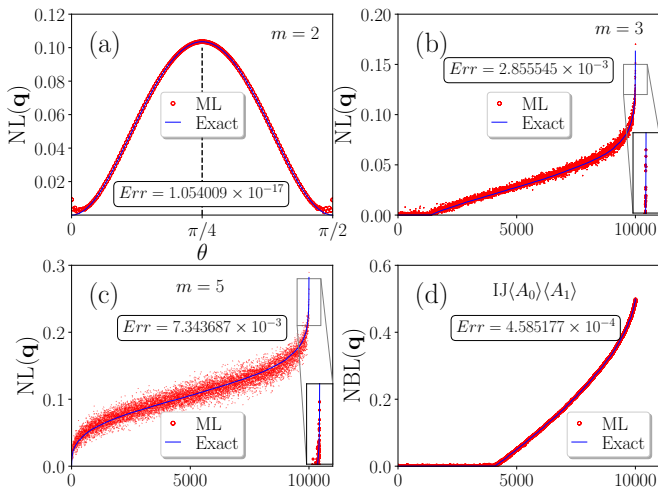 (a)
m = 2
NL(q)
0.12
0.10
0.08
0.06
0.04
0.02
ML
Exact
Err = 1.054009 × 10⁻¹⁷
0
π/4
π/2
θ
(b)
m = 3
NL(q)
0.20
0.15
0.10
0.05
0.00
Err = 2.855545 × 10⁻³
ML
Exact
5000
10000
(c)
m = 5
NL(q)
0.3
0.2
0.1
0.0
Err = 7.343687 × 10⁻³
ML
Exact
0
5000
10000
(d)
IJ⟨A₀⟩⟨A₁⟩
NBL(q)
0.6
0.4
0.2
0.0
Err = 4.585177 × 10⁻⁴
ML
Exact
5000
10000